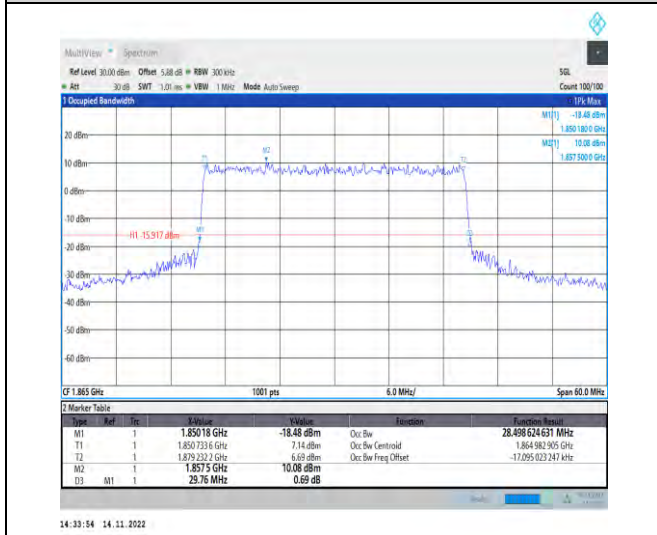 MultiView Spectrum
Ref Level 30.00 dBm Offset 5.88 dB RBW 300 kHz SGL
Att 30 dB SWT 1.01 ms VBW 1 MHz Mode Auto Sweep Count 100/100
1 Occupied Bandwidth 1Pk Max
M1[1] -18.48 dBm
1.850 180 0 GHz
20 dBm M2[1] 10.08 dBm
M2 1.857 500 0 GHz
T1 T2
10 dBm
0 dBm
-10 dBm
M1
H1 -15.917 dBm
D3
-20 dBm
-30 dBm
-40 dBm
-50 dBm
-60 dBm
CF 1.865 GHz 1001 pts 6.0 MHz/ Span 60.0 MHz
2 Marker Table
Type Ref Trc X-Value Y-Value Function Function Result
M1 1 1.85018 GHz -18.48 dBm Occ Bw 28.498 624 631 MHz
T1 1 1.850 733 6 GHz 7.14 dBm Occ Bw Centroid 1.864 982 905 GHz
T2 1 1.879 232 2 GHz 6.69 dBm Occ Bw Freq Offset -17.095 023 247 kHz
M2 1 1.857 5 GHz 10.08 dBm
D3 M1 1 29.76 MHz 0.69 dB
14:33:54 14.11.2022